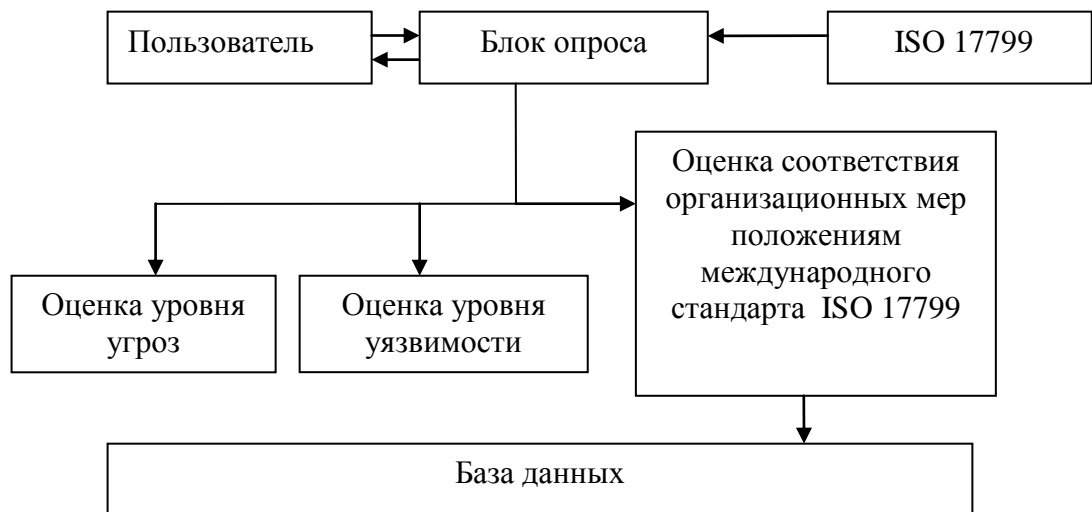 Пользователь
Блок опроса
ISO 17799
Оценка соответствия
организационных мер
положениям
международного
стандарта ISO 17799
Оценка уровня
угроз
Оценка уровня
уязвимости
База данных